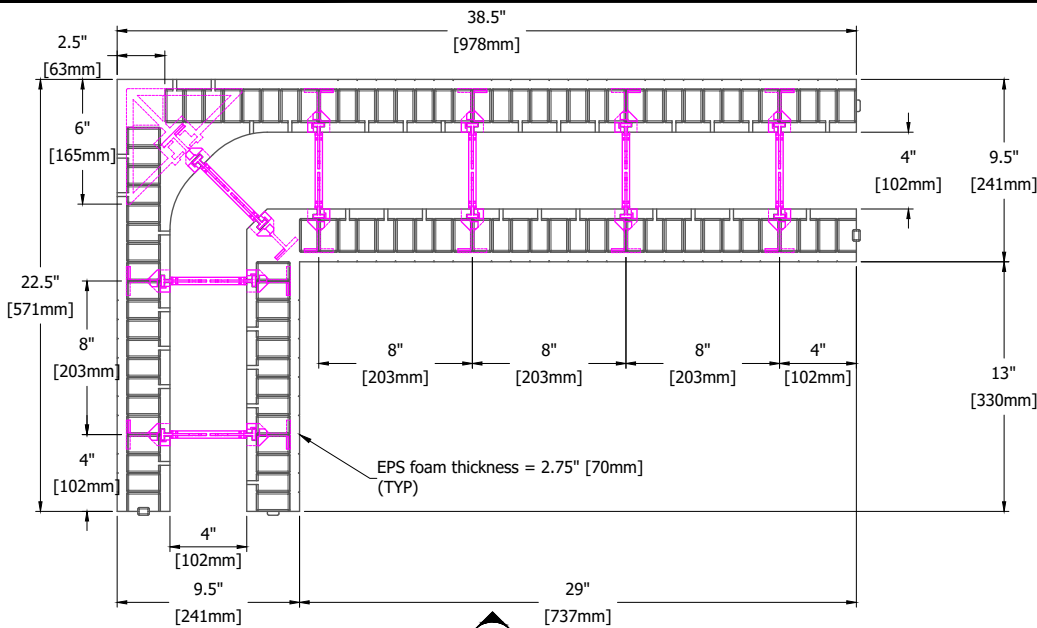 38.5"
[978mm]
2.5"
[63mm]
6"
[165mm]
4"
[102mm]
9.5"
[241mm]
22.5"
[571mm]
8"
[203mm]
8"
[203mm]
8"
[203mm]
8"
[203mm]
4"
[102mm]
13"
[330mm]
4"
[102mm]
EPS foam thickness = 2.75" [70mm]
(TYP)
4"
[102mm]
9.5"
[241mm]
29"
[737mm]